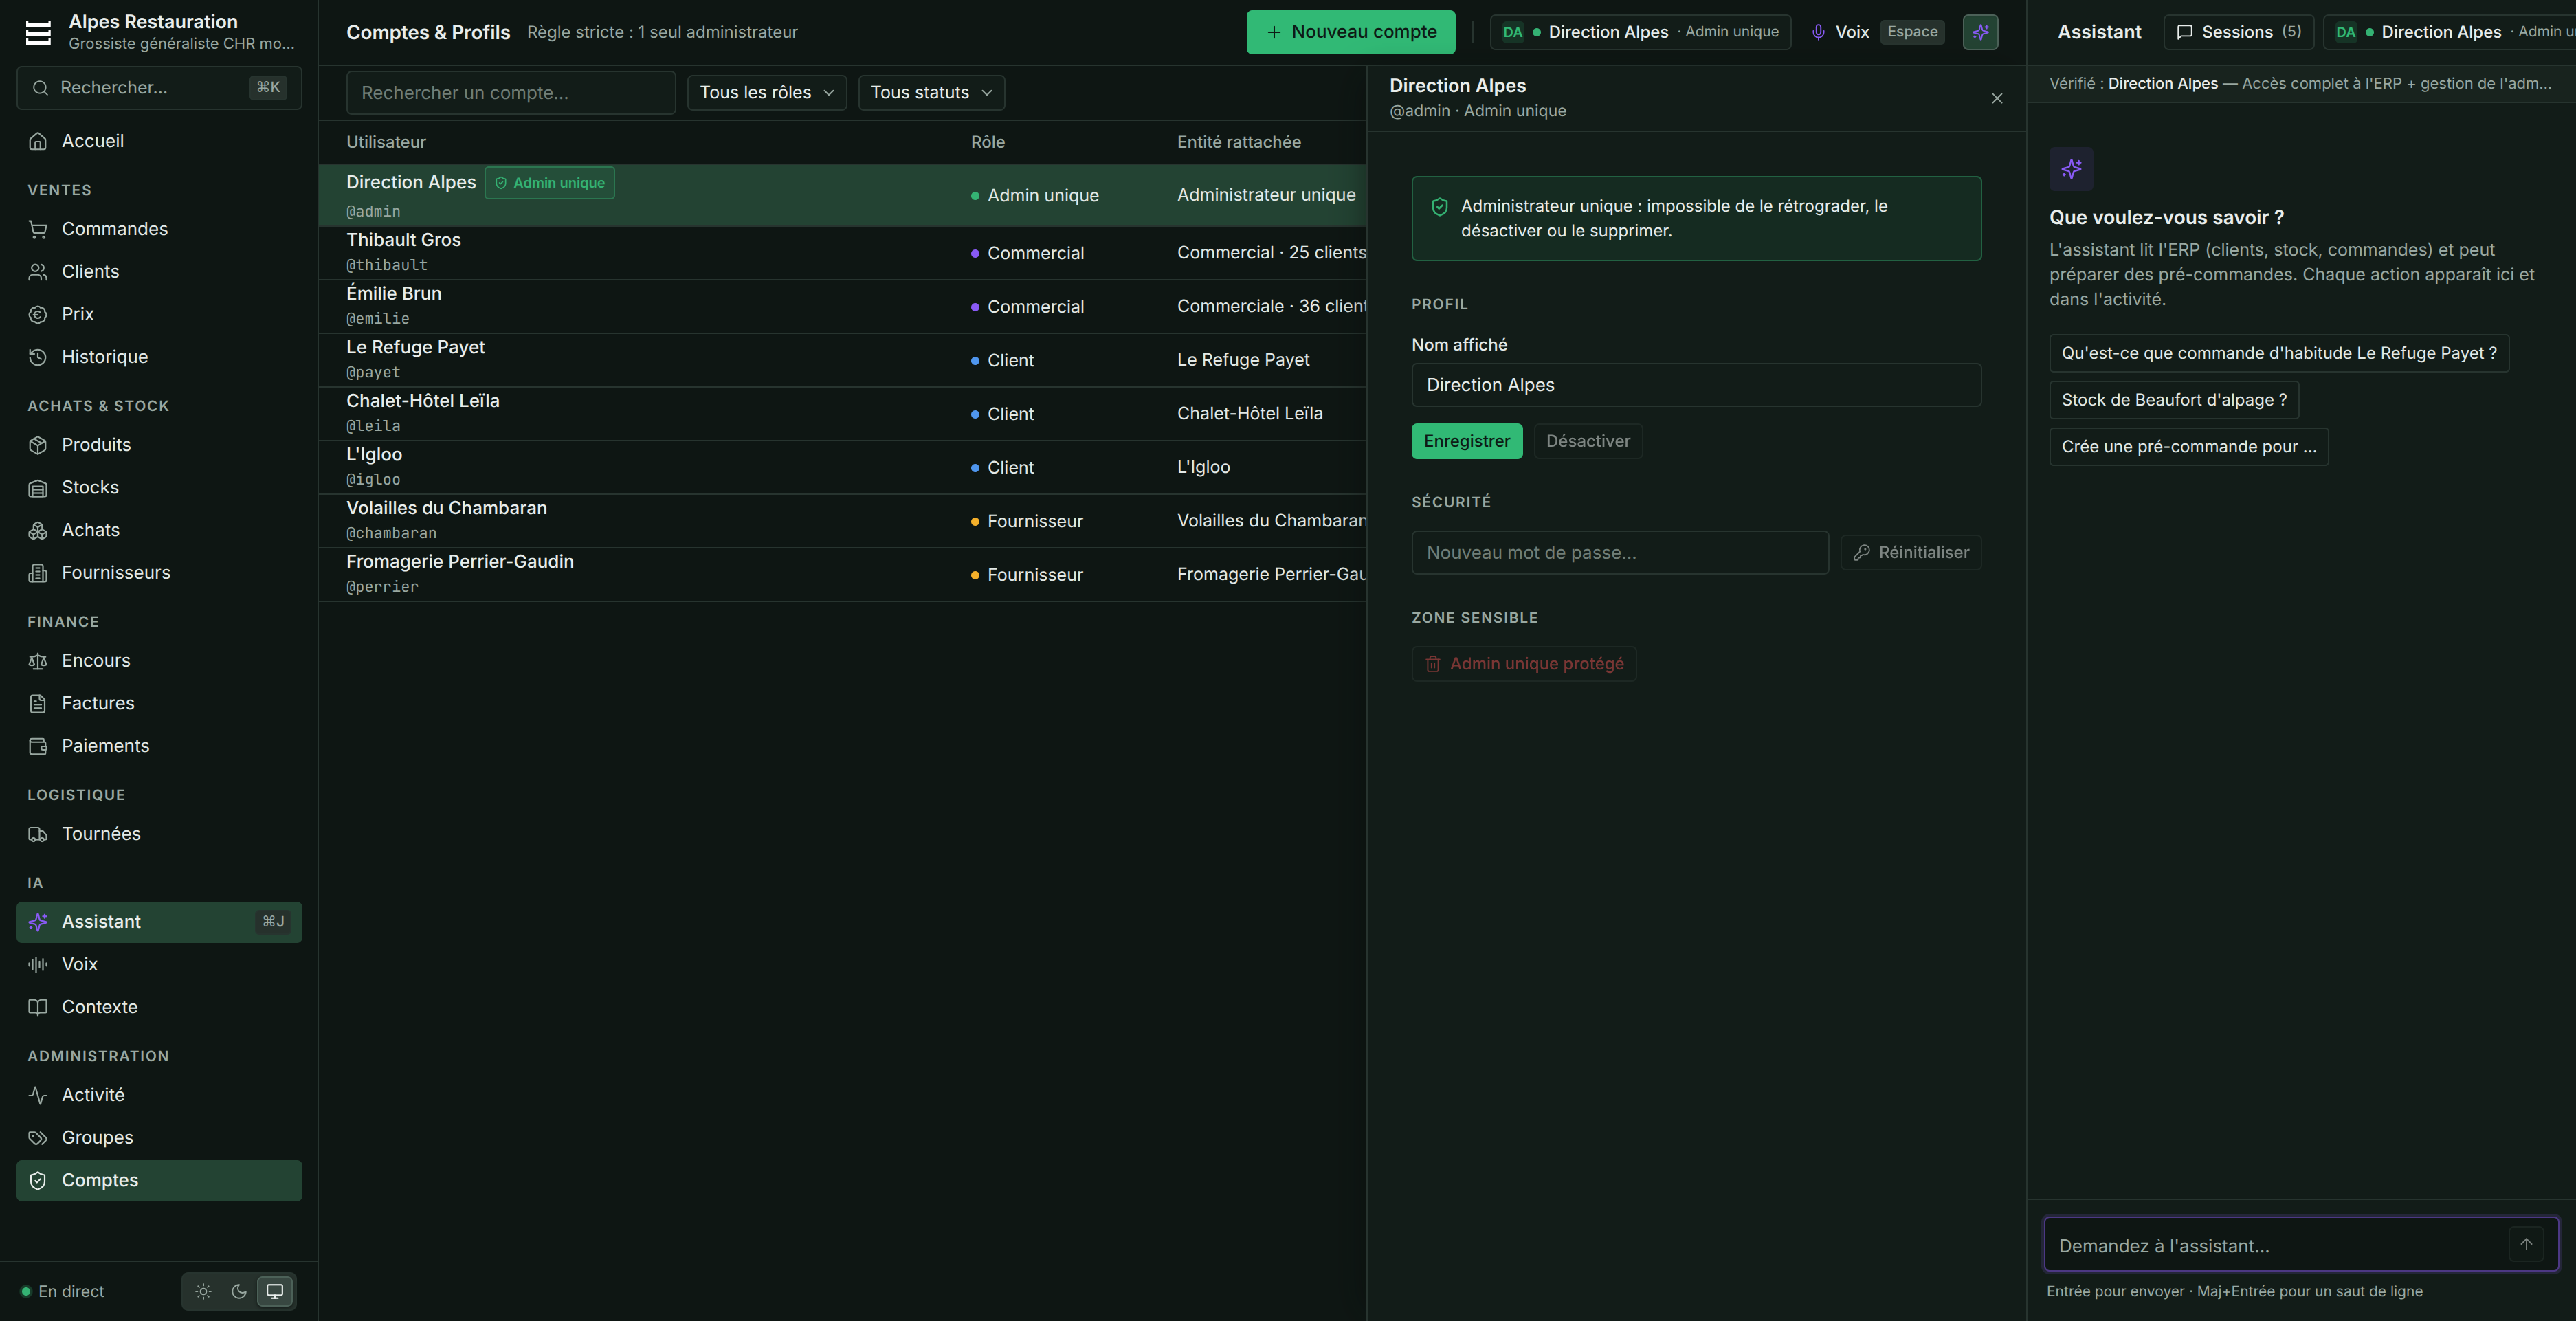 Alpes Restauration
Grossiste généraliste CHR mo...
Rechercher... ⌘K
Accueil
VENTES
Commandes
Clients
Prix
Historique
ACHATS & STOCK
Produits
Stocks
Achats
Fournisseurs
FINANCE
Encours
Factures
Paiements
LOGISTIQUE
Tournées
IA
Assistant ⌘J
Voix
Contexte
ADMINISTRATION
Activité
Groupes
Comptes
En direct
Comptes & Profils Règle stricte : 1 seul administrateur
+ Nouveau compte
DA Direction Alpes · Admin unique
Voix Espace
Rechercher un compte...
Tous les rôles
Tous statuts
Utilisateur Rôle Entité rattachée
Direction Alpes Admin unique
@admin
Admin unique Administrateur unique
Thibault Gros
@thibault
Commercial Commercial · 25 clients
Émilie Brun
@emilie
Commercial Commerciale · 36 client
Le Refuge Payet
@payet
Client Le Refuge Payet
Chalet-Hôtel Leïla
@leila
Client Chalet-Hôtel Leïla
L'Igloo
@igloo
Client L'Igloo
Volailles du Chambaran
@chambaran
Fournisseur Volailles du Chambaran
Fromagerie Perrier-Gaudin
@perrier
Fournisseur Fromagerie Perrier-Gau
Direction Alpes
@admin · Admin unique
Administrateur unique : impossible de le rétrograder, le
désactiver ou le supprimer.
PROFIL
Nom affiché
Direction Alpes
Enregistrer Désactiver
SÉCURITÉ
Nouveau mot de passe... Réinitialiser
ZONE SENSIBLE
Admin unique protégé
Assistant Sessions (5) DA Direction Alpes · Admin u
Vérifié : Direction Alpes — Accès complet à l'ERP + gestion de l'adm...
Que voulez-vous savoir ?
L'assistant lit l'ERP (clients, stock, commandes) et peut
préparer des pré-commandes. Chaque action apparaît ici et
dans l'activité.
Qu'est-ce que commande d'habitude Le Refuge Payet ?
Stock de Beaufort d'alpage ?
Crée une pré-commande pour ...
Demandez à l'assistant...
Entrée pour envoyer · Maj+Entrée pour un saut de ligne